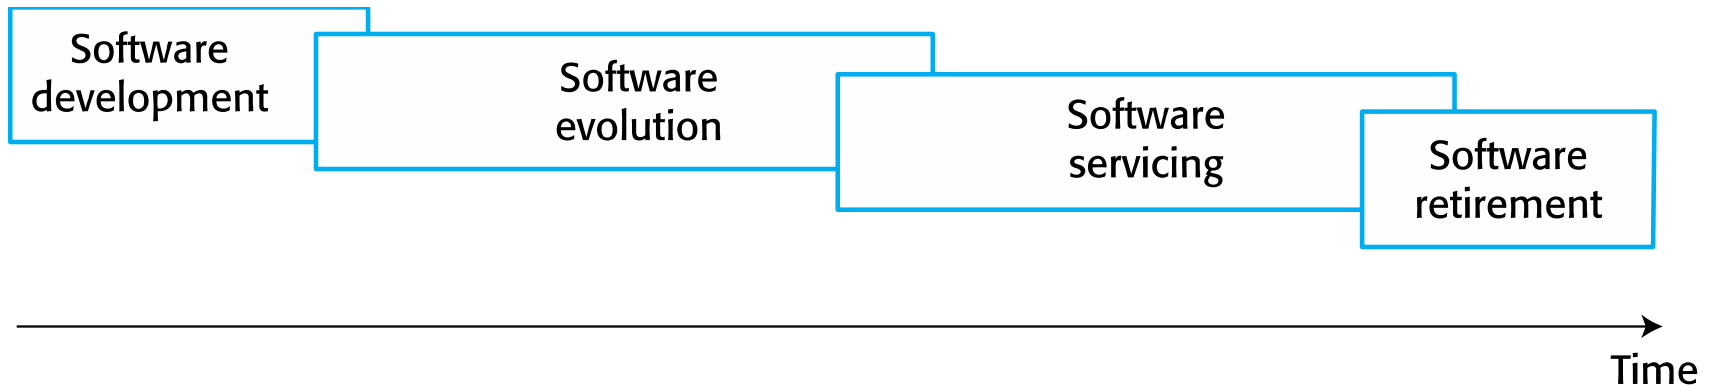 Software
development
Software
evolution
Software
servicing
Software
retirement
Time